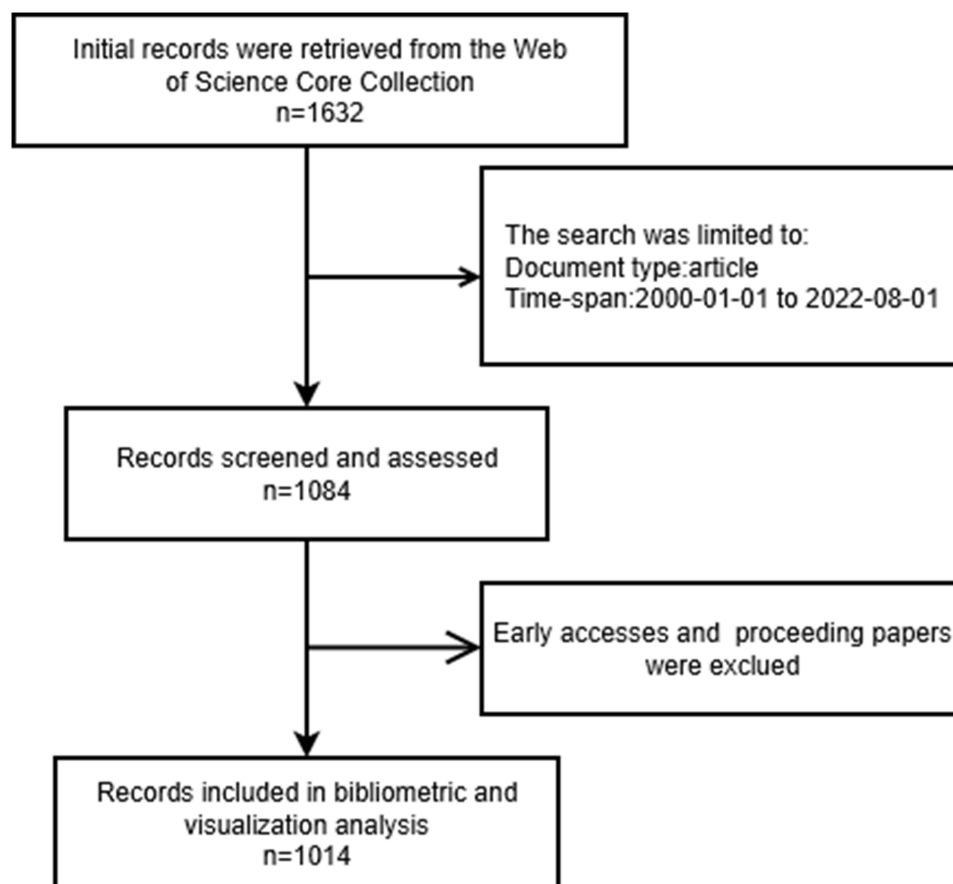 Initial records were retrieved from the Web
of Science Core Collection
n=1632
The search was limited to:
Document type:article
Time-span:2000-01-01 to 2022-08-01
Records screened and assessed
n=1084
Early accesses and  proceeding papers
were exclued
Records included in bibliometric and
visualization analysis
n=1014